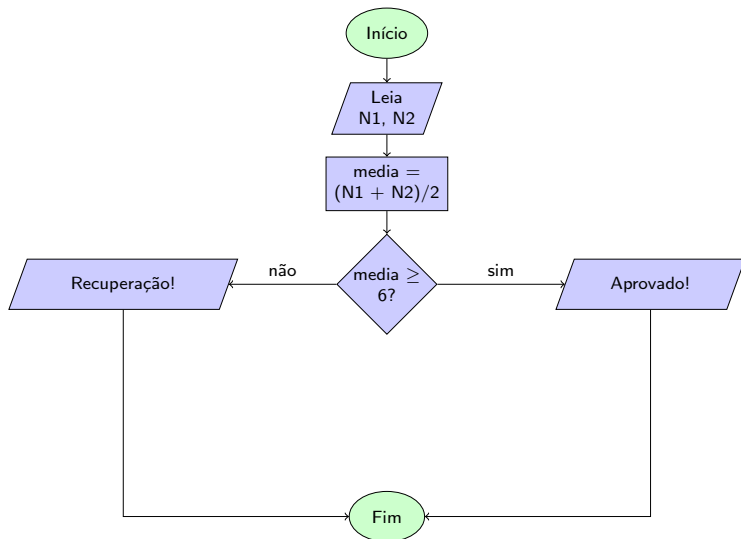 Início
Leia
N1, N2
media =
(N1 + N2)/2
não
sim
Recuperação!
media ≥
6?
Aprovado!
Fim